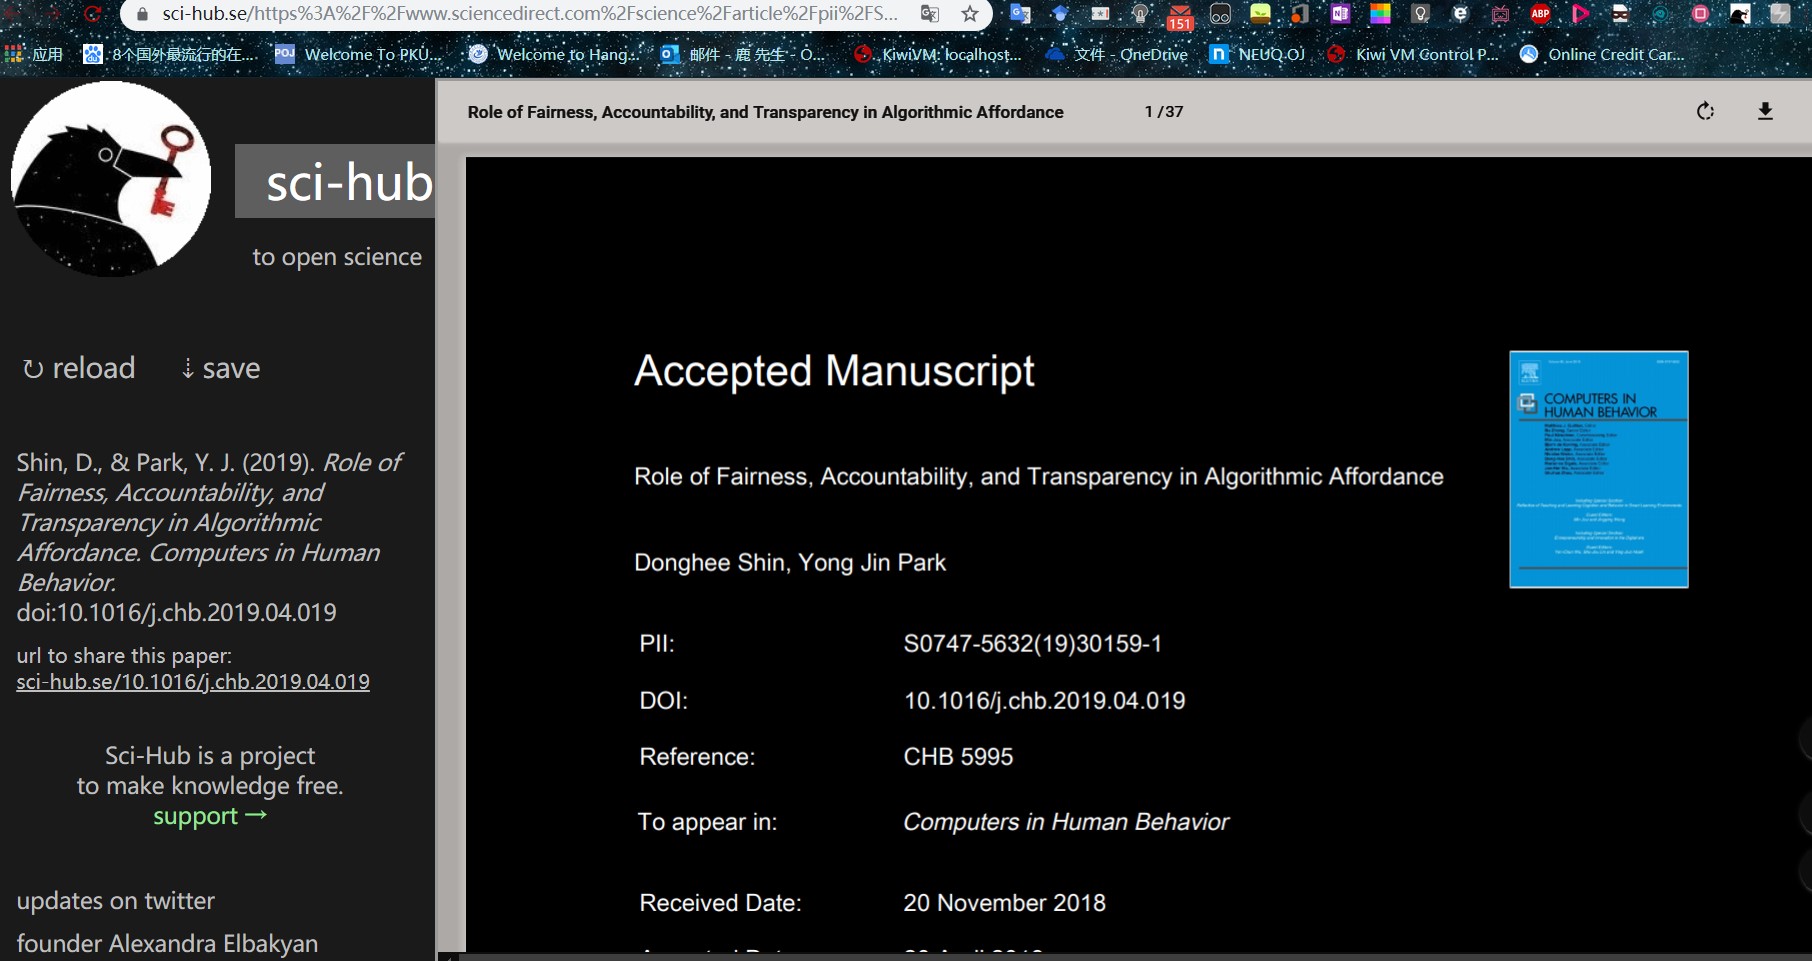 sci-hub.se/https%3A%2F%2Fwww.sciencedirect.com%2Fscience%2Farticle%2Fpii%2FS...
151
ABP
应用
8个国外最流行的在...
POJ Welcome To PKU...
Welcome to Hang...
邮件 - 鹿 先生 - O...
KiwiVM: localhost...
文件 - OneDrive
NEUQ OJ
Kiwi VM Control P...
Online Credit Car...
sci-hub
to open science
↻ reload
⇣ save
Shin, D., & Park, Y. J. (2019). Role of
Fairness, Accountability, and
Transparency in Algorithmic
Affordance. Computers in Human
Behavior.
doi:10.1016/j.chb.2019.04.019
url to share this paper:
sci-hub.se/10.1016/j.chb.2019.04.019
Sci-Hub is a project
to make knowledge free.
support →
updates on twitter
founder Alexandra Elbakyan
Role of Fairness, Accountability, and Transparency in Algorithmic Affordance
1 / 37
Accepted Manuscript
Role of Fairness, Accountability, and Transparency in Algorithmic Affordance
Donghee Shin, Yong Jin Park
PII: S0747-5632(19)30159-1
DOI: 10.1016/j.chb.2019.04.019
Reference: CHB 5995
To appear in: Computers in Human Behavior
Received Date: 20 November 2018
COMPUTERS IN
HUMAN BEHAVIOR